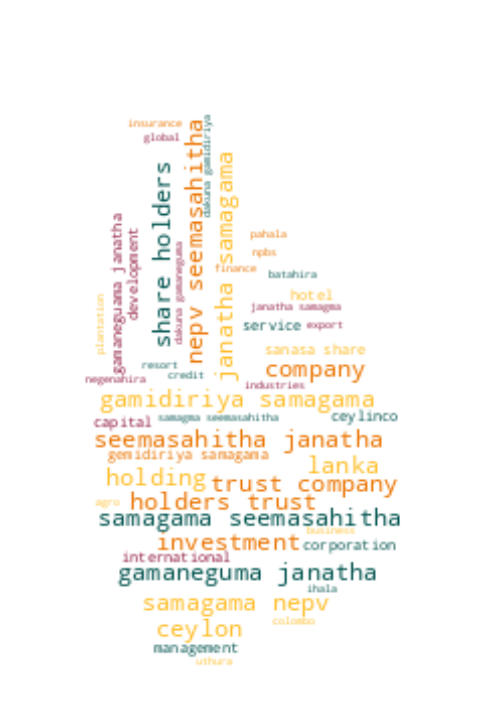 insurance
global
share holders
nepv seemasahitha
dakuna gamidiriya
janatha samagama
gamaneguama janatha
development
dakuna gamaneguma
pahala
npbs
finance
batahira
plantation
hotel
janatha samagma
service
export
sanasa share
resort
company
negenahira
credit
industries
gamidiriya samagama
capital
samagma seemasahitha
ceylinco
seemasahitha janatha
gemidiriya samagama
lanka
holding
trust company
agro
holders trust
samagama seemasahitha
business
investment
corporation
international
gamaneguma janatha
ihala
samagama nepv
colombo
ceylon
management
uthura